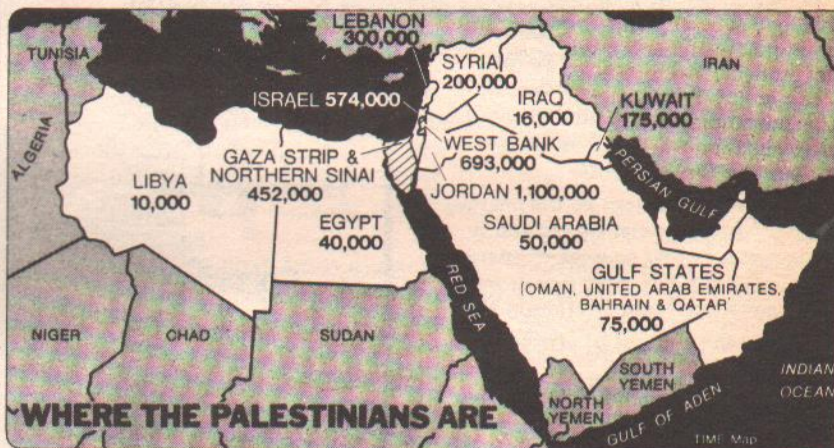 LEBANON
300,000
TUNISIA
SYRIA
200,000
IRAN
ISRAEL 574,000
IRAQ
16,000
KUWAIT
175,000
ALGERIA
GAZA STRIP &
NORTHERN SINAI
452,000
WEST BANK
693,000
PERSIAN GULF
LIBYA
10,000
JORDAN 1,100,000
EGYPT
40,000
SAUDI ARABIA
50,000
RED SEA
GULF STATES
(OMAN, UNITED ARAB EMIRATES,
BAHRAIN & QATAR)
75,000
NIGER
CHAD
SUDAN
SOUTH
YEMEN
INDIAN
OCEAN
NORTH
YEMEN
GULF OF ADEN
WHERE THE PALESTINIANS ARE
TIME Map